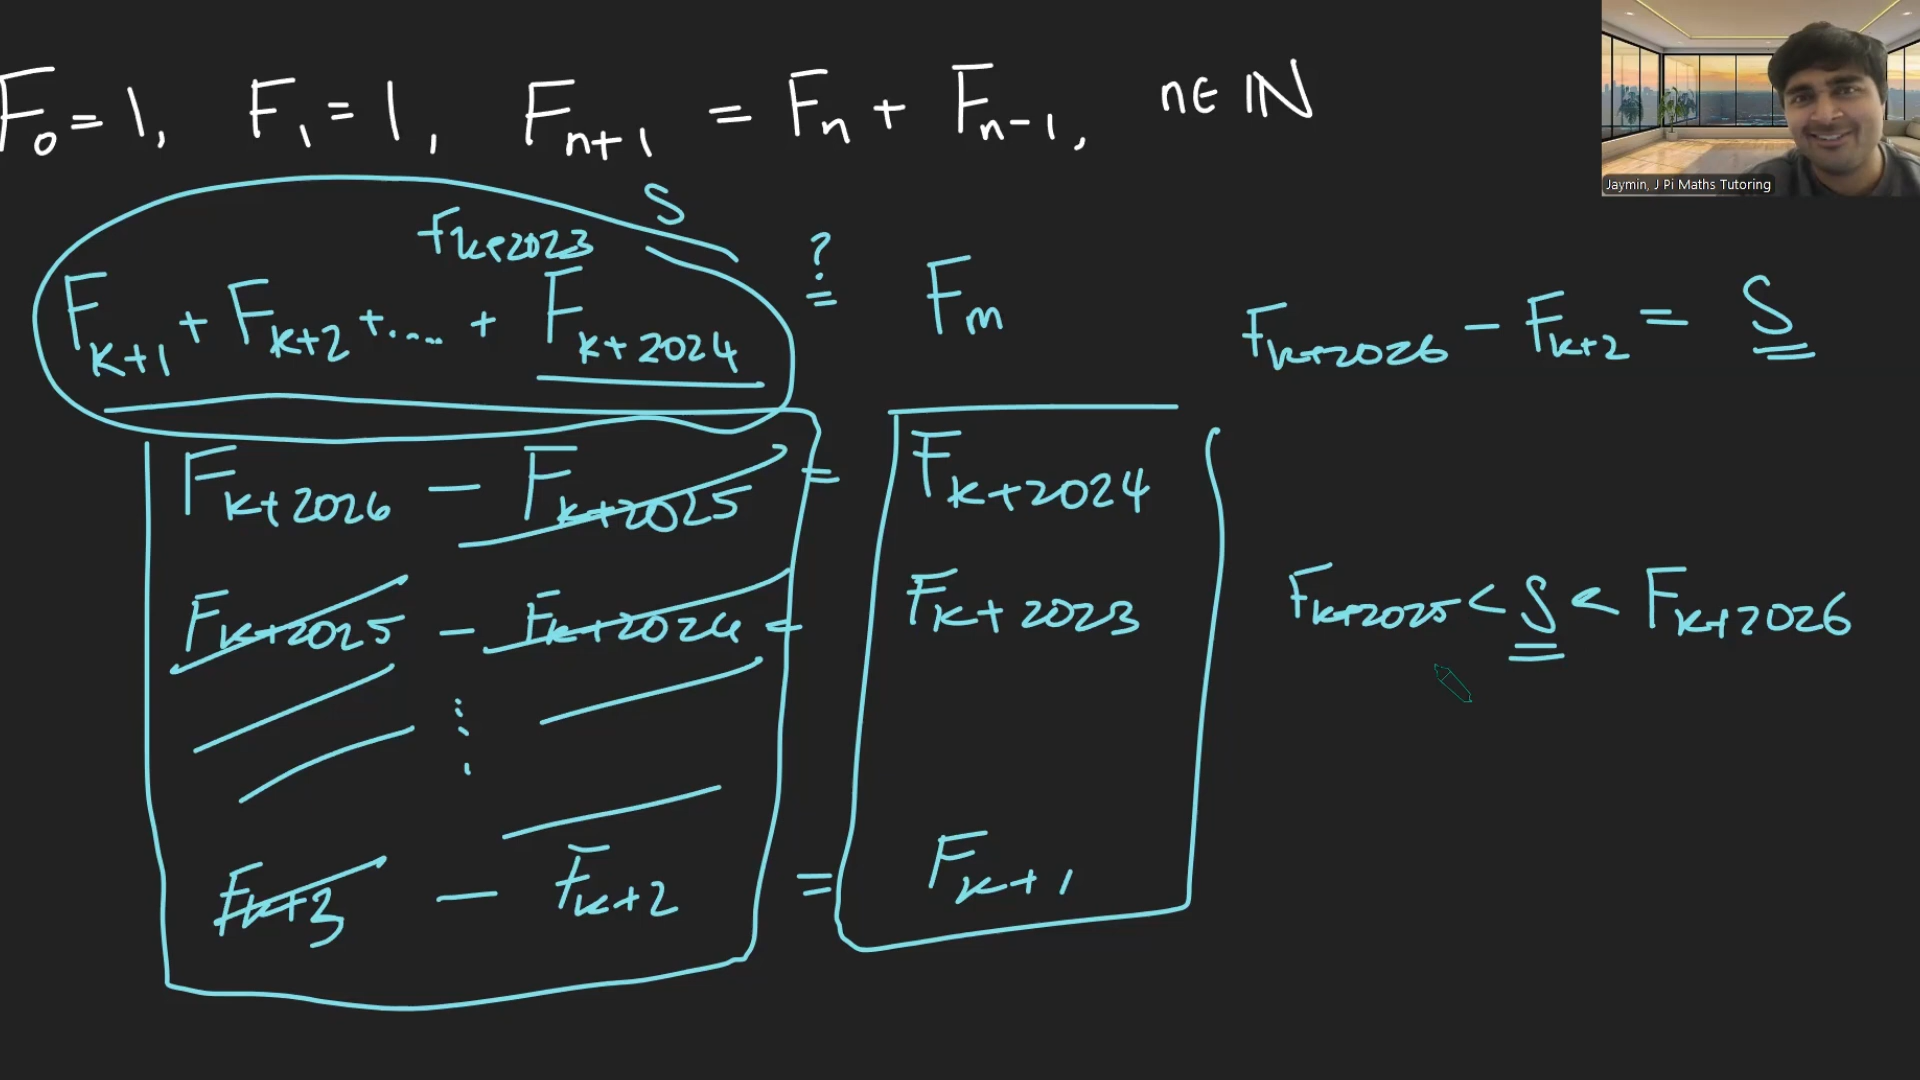 F₀ = 1, F₁ = 1, Fₙ₊₁ = Fₙ + Fₙ₋₁, n ∈ ℕ
Jaymin, J Pi Maths Tutoring
S
F_{k+2023}
F_{k+1} + F_{k+2} + .... + F_{k+2024} ?= F_m
F_{k+2026} - F_{k+2} = S
F_{k+2026} - F_{k+2025} = F_{k+2024}
F_{k+2025} - F_{k+2024} = F_{k+2023}
F_{k+2025} < S < F_{k+2026}
⋮
F_{k+3} - F_{k+2} = F_{k+1}